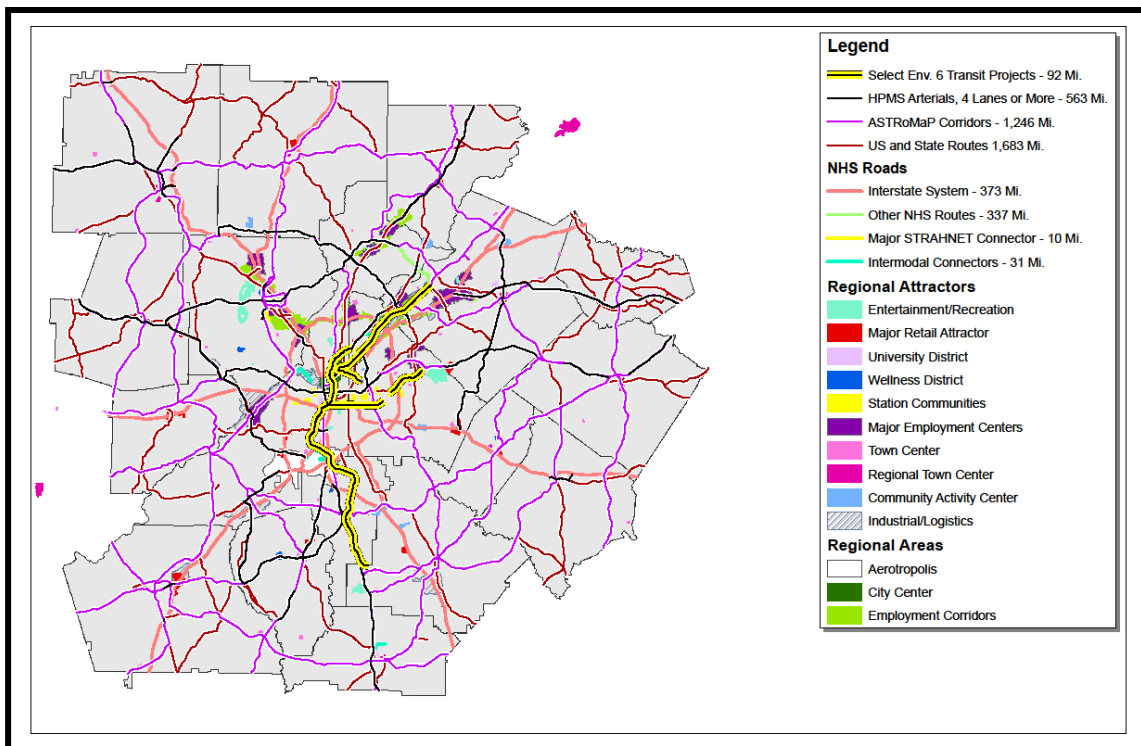 Legend
Select Env. 6 Transit Projects - 92 Mi.
HPMS Arterials, 4 Lanes or More - 563 Mi.
ASTRoMaP Corridors - 1,246 Mi.
US and State Routes 1,683 Mi.
NHS Roads
Interstate System - 373 Mi.
Other NHS Routes - 337 Mi.
Major STRAHNET Connector - 10 Mi.
Intermodal Connectors - 31 Mi.
Regional Attractors
Entertainment/Recreation
Major Retail Attractor
University District
Wellness District
Station Communities
Major Employment Centers
Town Center
Regional Town Center
Community Activity Center
Industrial/Logistics
Regional Areas
Aerotropolis
City Center
Employment Corridors